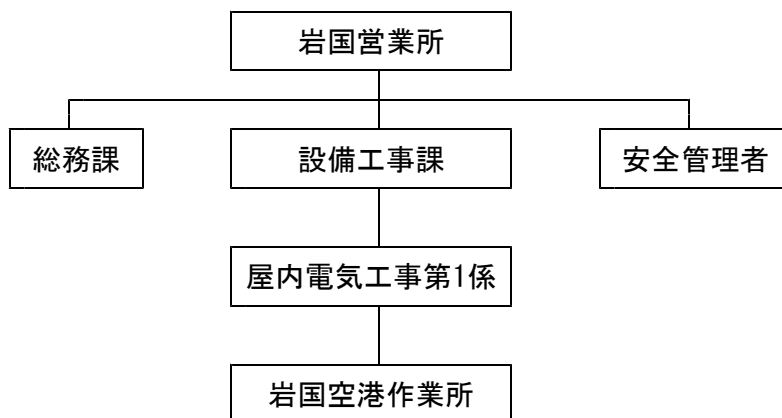 岩国営業所
総務課
設備工事課
安全管理者
屋内電気工事第1係
岩国空港作業所